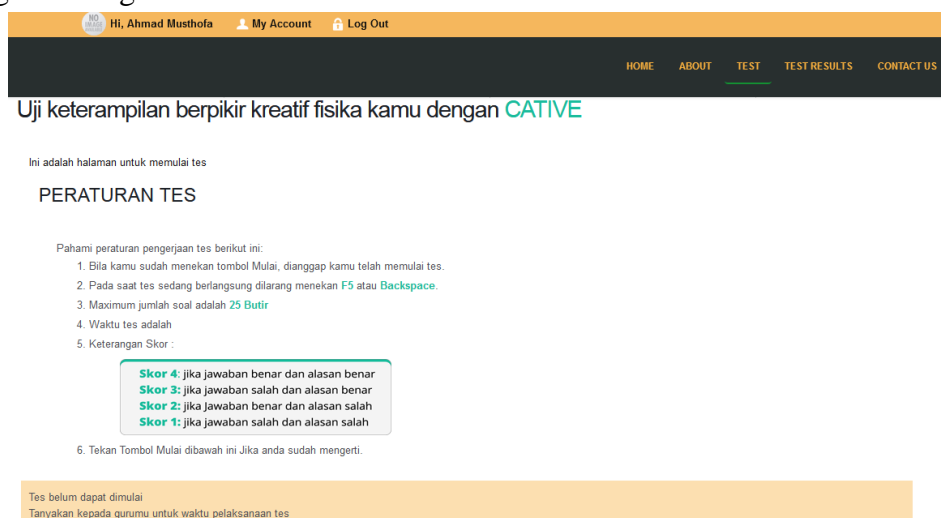 Hi, Ahmad Musthofa My Account Log Out
HOME ABOUT TEST TEST RESULTS CONTACT US
Uji keterampilan berpikir kreatif fisika kamu dengan CATIVE
Ini adalah halaman untuk memulai tes
PERATURAN TES
Pahami peraturan pengerjaan tes berikut ini:
1. Bila kamu sudah menekan tombol Mulai, dianggap kamu telah memulai tes.
2. Pada saat tes sedang berlangsung dilarang menekan F5 atau Backspace.
3. Maximum jumlah soal adalah 25 Butir
4. Waktu tes adalah
5. Keterangan Skor :
Skor 4: jika jawaban benar dan alasan benar
Skor 3: jika jawaban salah dan alasan benar
Skor 2: jika Jawaban benar dan alasan salah
Skor 1: jika jawaban salah dan alasan salah
6. Tekan Tombol Mulai dibawah ini Jika anda sudah mengerti.
Tes belum dapat dimulai
Tanyakan kepada gurumu untuk waktu pelaksanaan tes